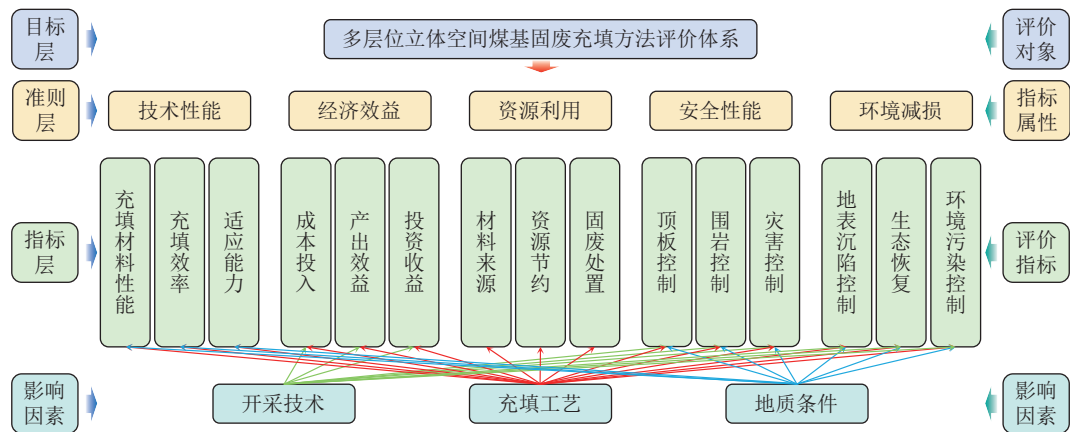 目标
层
多层位立体空间煤基固废充填方法评价体系
评价
对象
准则
层
技术性能
经济效益
资源利用
安全性能
环境减损
指标
属性
指标
层
充填材料性能
充填效率
适应能力
成本投入
产出效益
投资收益
材料来源
资源节约
固废处置
顶板控制
围岩控制
灾害控制
地表沉陷控制
生态恢复
环境污染控制
评价
指标
影响
因素
开采技术
充填工艺
地质条件
影响
因素